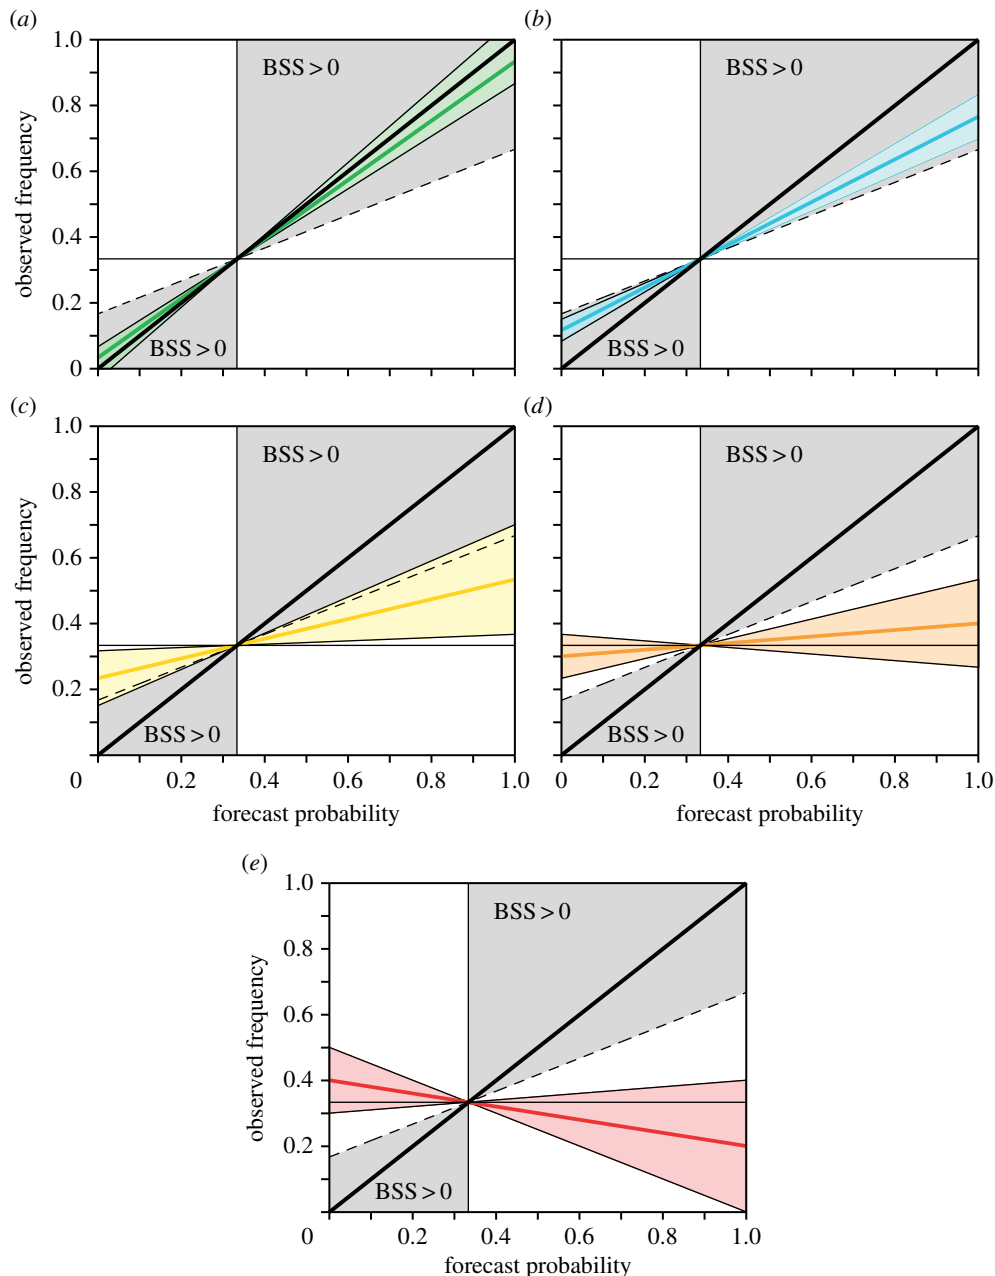 (a)
(b)
1.0
BSS > 0
BSS > 0
0.8
0.6
observed frequency
0.4
0.2
BSS > 0
BSS > 0
0
(c)
(d)
1.0
BSS > 0
BSS > 0
0.8
0.6
observed frequency
0.4
0.2
BSS > 0
BSS > 0
0 0.2 0.4 0.6 0.8 1.0
0 0.2 0.4 0.6 0.8 1.0
forecast probability
forecast probability
(e)
1.0
BSS > 0
0.8
0.6
observed frequency
0.4
0.2
BSS > 0
0 0.2 0.4 0.6 0.8 1.0
forecast probability